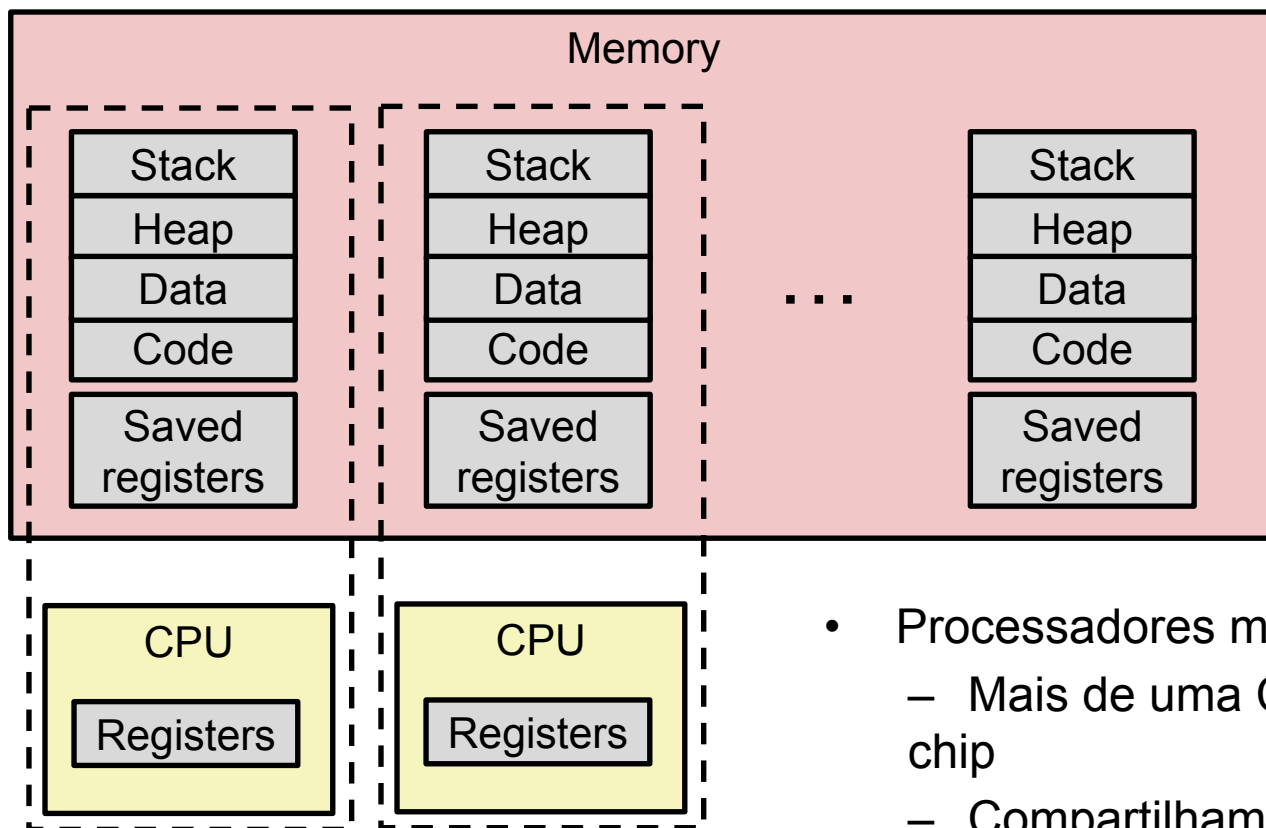 Memory
Stack Stack Stack
Heap Heap Heap
Data Data ... Data
Code Code Code
Saved Saved Saved
registers registers registers
CPU CPU
Registers Registers
• Processadores m
– Mais de uma
chip
– Compartilham